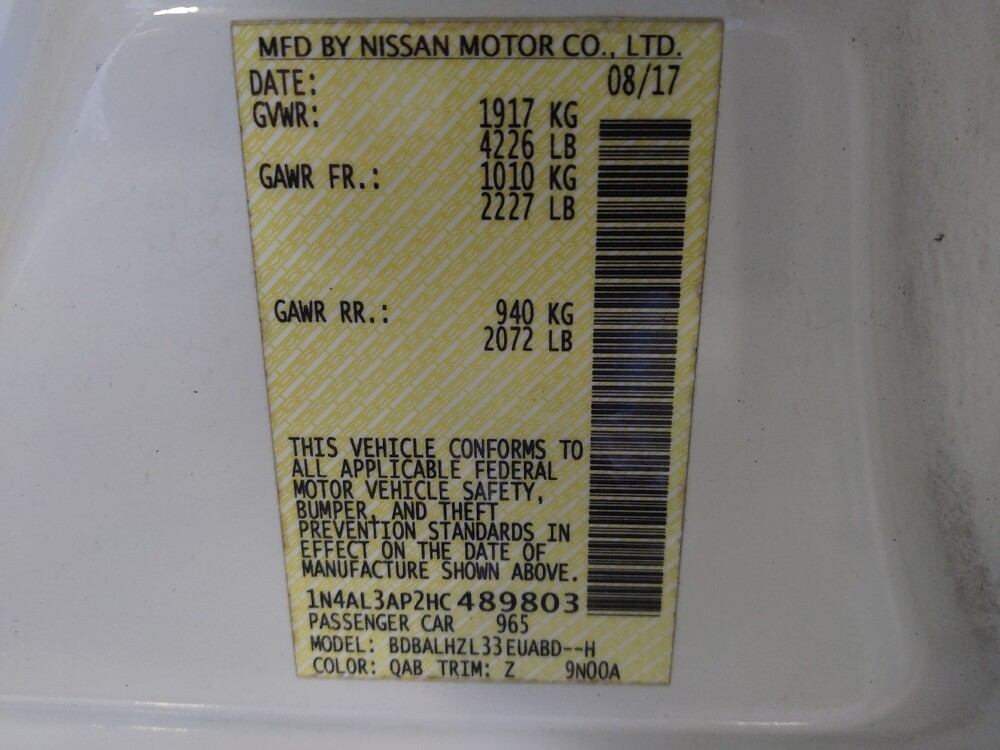 MFD BY NISSAN MOTOR CO., LTD.
DATE: 08/17
GVWR: 1917 KG
4226 LB
GAWR FR.: 1010 KG
2227 LB
GAWR RR.: 940 KG
2072 LB
THIS VEHICLE CONFORMS TO
ALL APPLICABLE FEDERAL
MOTOR VEHICLE SAFETY,
BUMPER, AND THEFT
PREVENTION STANDARDS IN
EFFECT ON THE DATE OF
MANUFACTURE SHOWN ABOVE.
1N4AL3AP2HC489803
PASSENGER CAR 965
MODEL: BDBALHZL33EUABD--H
COLOR: QAB TRIM: Z 9N00A